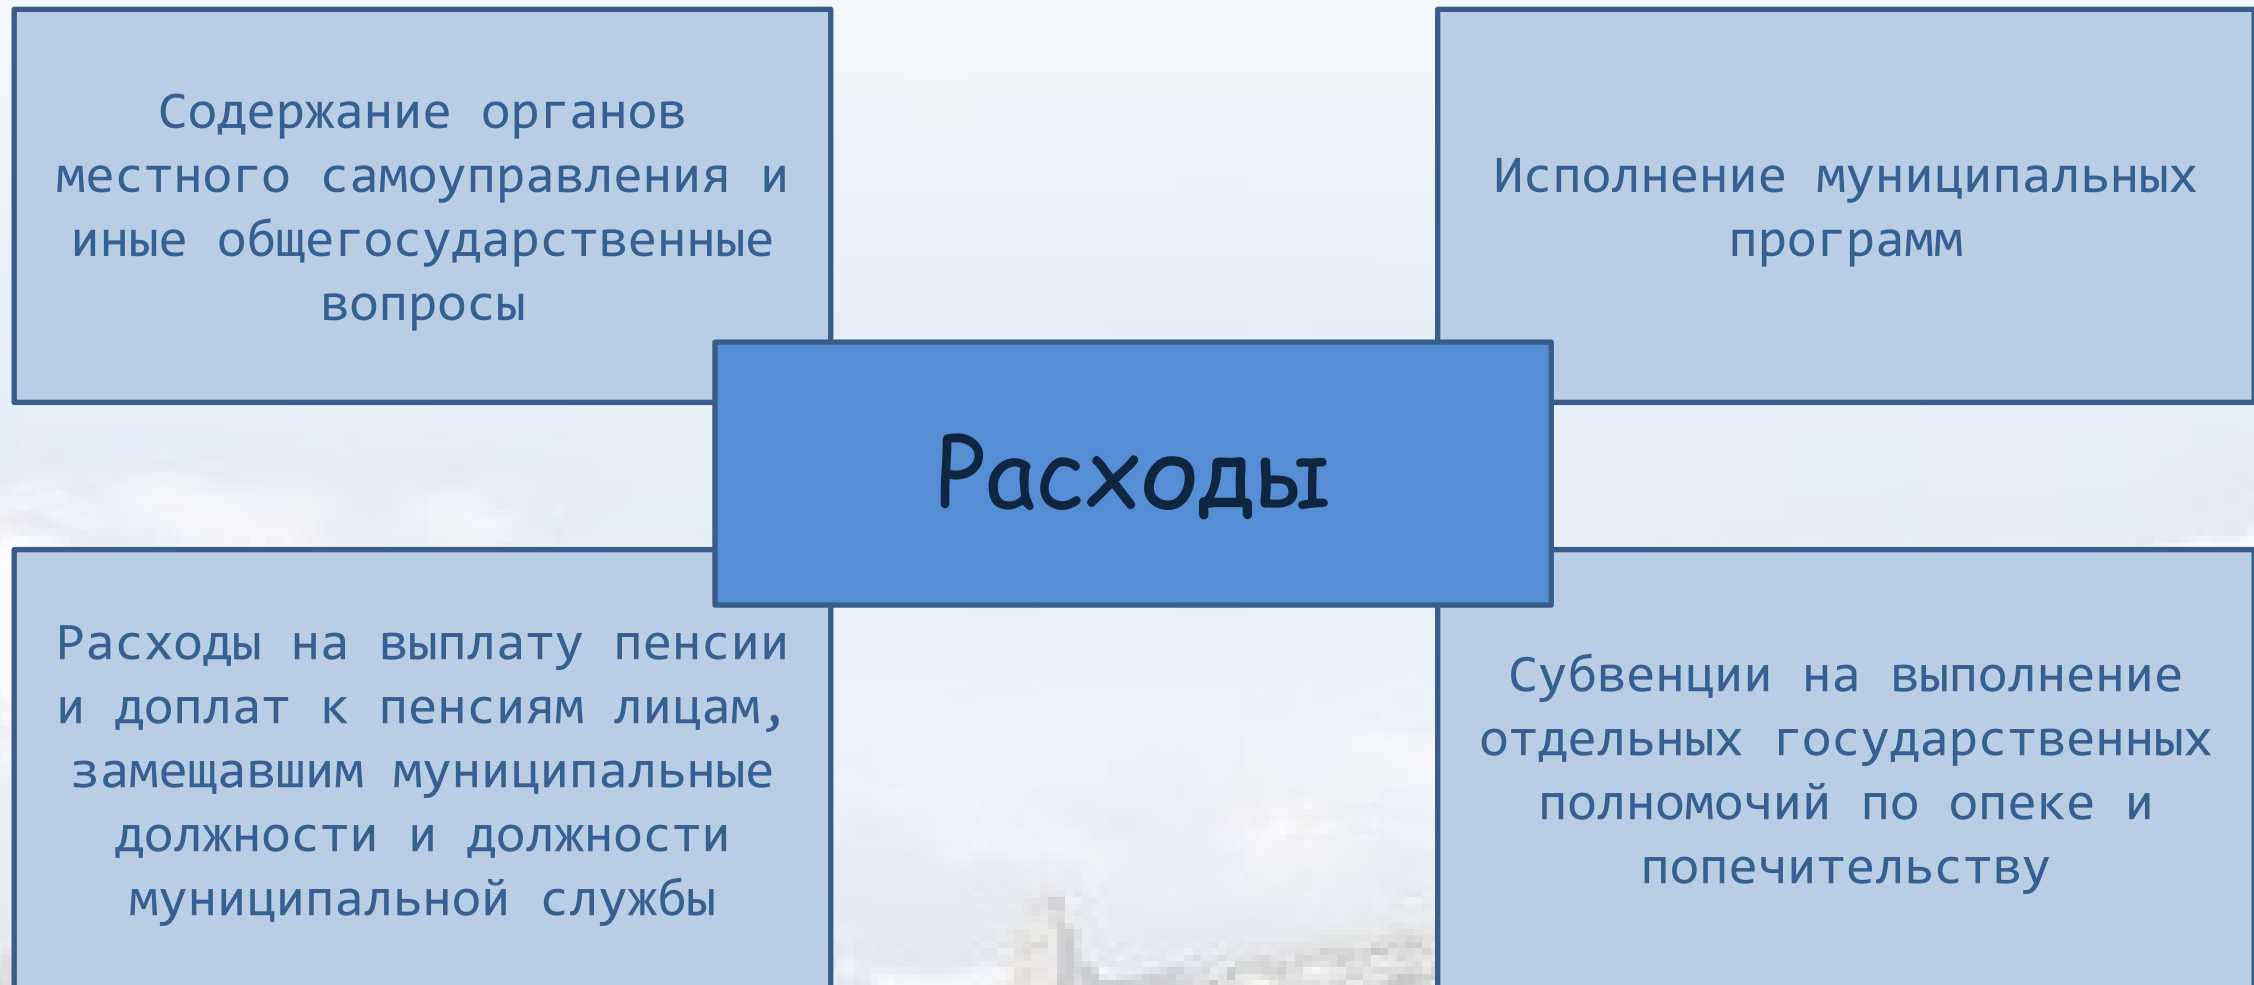 Содержание органов
местного самоуправления и
иные общегосударственные
вопросы
Исполнение муниципальных
программ
Расходы
Расходы на выплату пенсии
и доплат к пенсиям лицам,
замещавшим муниципальные
должности и должности
муниципальной службы
Субвенции на выполнение
отдельных государственных
полномочий по опеке и
попечительству